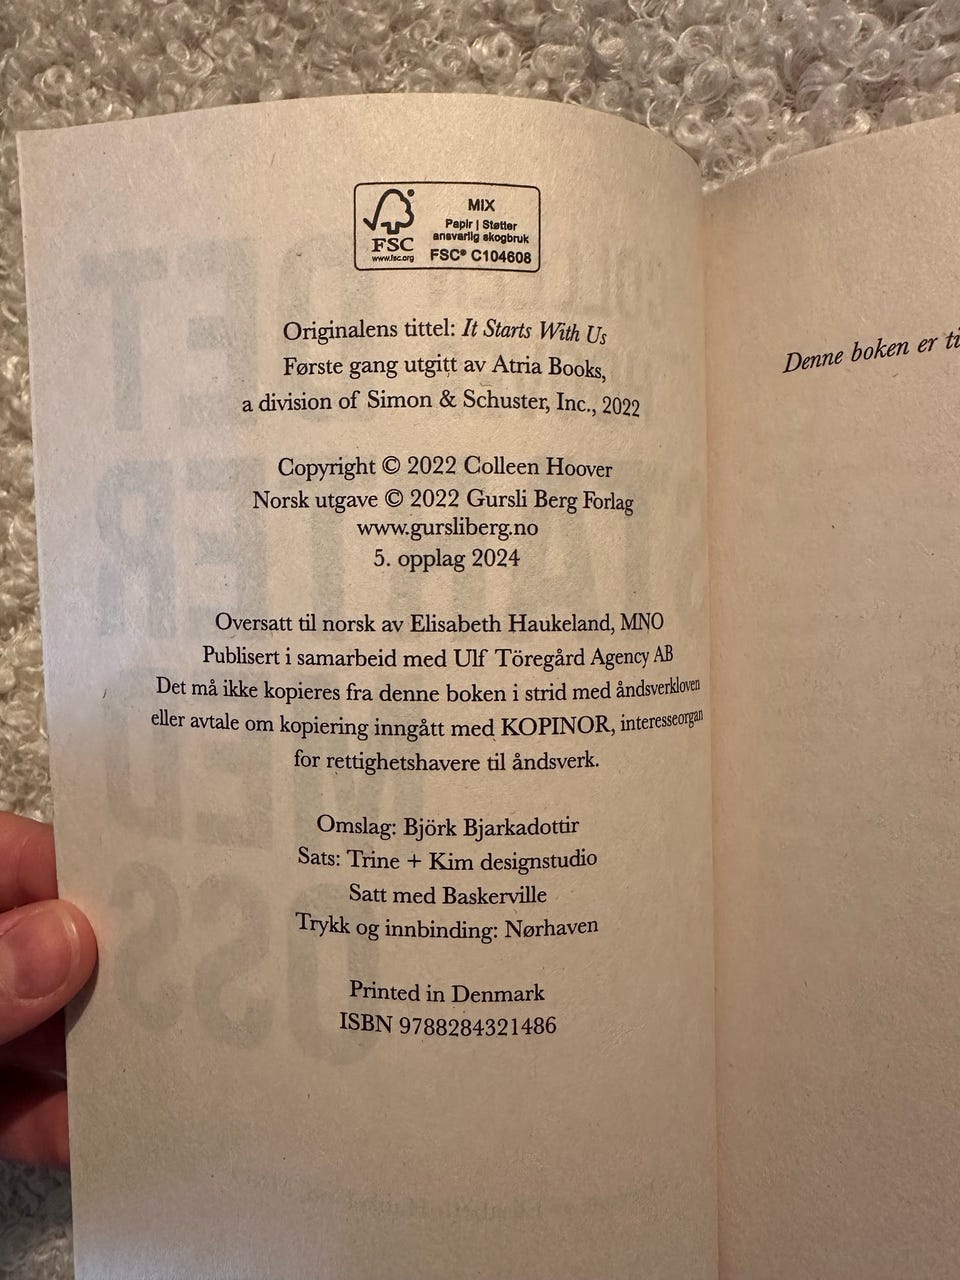 MIX
Papir | Støtter
ansvarlig skogbruk
FSC® C104608
FSC
www.fsc.org
Originalens tittel: It Starts With Us
Første gang utgitt av Atria Books,
a division of Simon & Schuster, Inc., 2022
Copyright © 2022 Colleen Hoover
Norsk utgave © 2022 Gursli Berg Forlag
www.gursliberg.no
5. opplag 2024
Oversatt til norsk av Elisabeth Haukeland, MNO
Publisert i samarbeid med Ulf Töregård Agency AB
Det må ikke kopieres fra denne boken i strid med åndsverkloven
eller avtale om kopiering inngått med KOPINOR, interesseorgan
for rettighetshavere til åndsverk.
Omslag: Björk Bjarkadottir
Sats: Trine + Kim designstudio
Satt med Baskerville
Trykk og innbinding: Nørhaven
Printed in Denmark
ISBN 9788284321486
Denne boken er ti